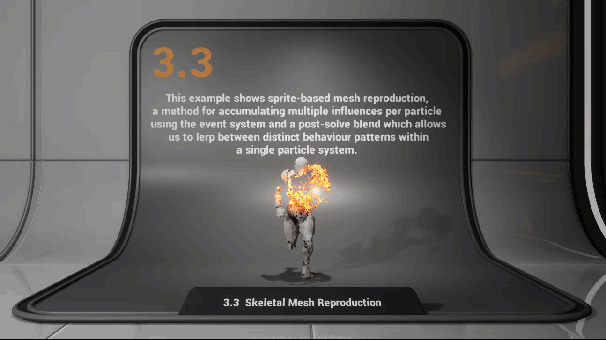 3.3
This example shows sprite-based mesh reproduction,
a method for accumulating multiple influences per particle
using the event system and a post-solve blend which allows
us to lerp between distinct behaviour patterns within
a single particle system.
3.3 Skeletal Mesh Reproduction